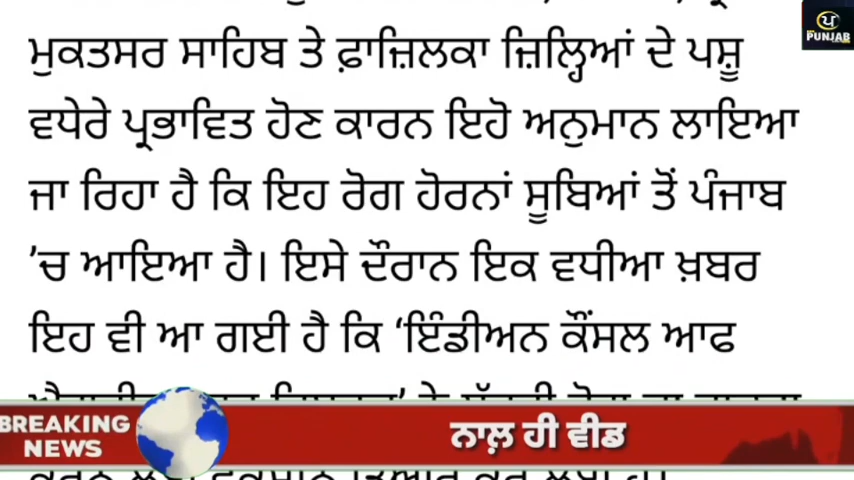 ਪ
PUNJAB
ਮੁਕਤਸਰ ਸਾਹਿਬ ਤੇ ਫ਼ਾਜ਼ਿਲਕਾ ਜ਼ਿਲ੍ਹਿਆਂ ਦੇ ਪਸ਼ੂ
ਵਧੇਰੇ ਪ੍ਰਭਾਵਿਤ ਹੋਣ ਕਾਰਨ ਇਹੋ ਅਨੁਮਾਨ ਲਾਇਆ
ਜਾ ਰਿਹਾ ਹੈ ਕਿ ਇਹ ਰੋਗ ਹੋਰਨਾਂ ਸੂਬਿਆਂ ਤੋਂ ਪੰਜਾਬ
’ਚ ਆਇਆ ਹੈ। ਇਸੇ ਦੌਰਾਨ ਇਕ ਵਧੀਆ ਖ਼ਬਰ
ਇਹ ਵੀ ਆ ਗਈ ਹੈ ਕਿ ‘ਇੰਡੀਅਨ ਕੌਂਸਲ ਆਫ
BREAKING
NEWS
ਨਾਲ਼ ਹੀ ਵੀਡ